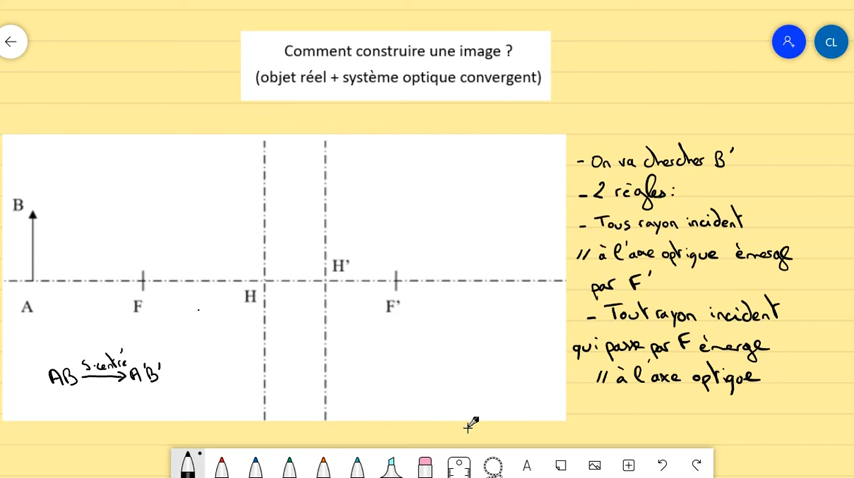 CL
Comment construire une image ?
(objet réel + système optique convergent)
B
A
F
H
H'
F'
AB S.centré → A'B'
- On va chercher B'
- 2 règles :
- Tous rayon incident
// à l'axe optique émerge
par F'
- Tout rayon incident
qui passe par F émerge
// à l'axe optique
A